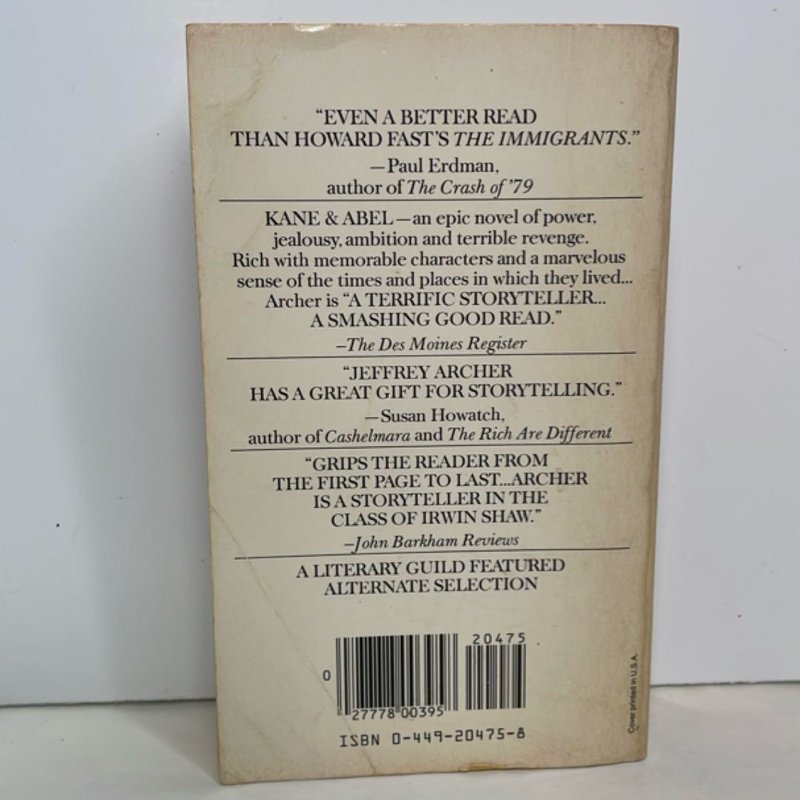 “EVEN A BETTER READ
THAN HOWARD FAST’S THE IMMIGRANTS.”
—Paul Erdman,
author of The Crash of ’79
KANE & ABEL—an epic novel of power,
jealousy, ambition and terrible revenge.
Rich with memorable characters and a marvelous
sense of the times and places in which they lived...
Archer is “A TERRIFIC STORYTELLER...
A SMASHING GOOD READ.”
–The Des Moines Register
“JEFFREY ARCHER
HAS A GREAT GIFT FOR STORYTELLING.”
—Susan Howatch,
author of Cashelmara and The Rich Are Different
“GRIPS THE READER FROM
THE FIRST PAGE TO LAST...ARCHER
IS A STORYTELLER IN THE
CLASS OF IRWIN SHAW.”
–John Barkham Reviews
A LITERARY GUILD FEATURED
ALTERNATE SELECTION
20475
0
27778 00395
ISBN 0-449-20475-8
Cover printed in U.S.A.